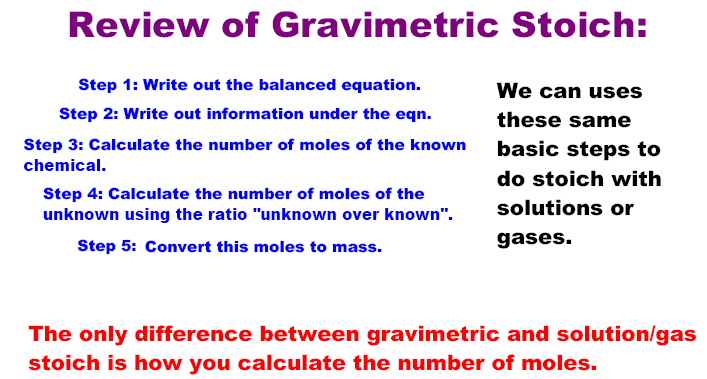 Review of Gravimetric Stoich:
Step 1: Write out the balanced equation.
Step 2: Write out information under the eqn.
Step 3: Calculate the number of moles of the known
chemical.
Step 4: Calculate the number of moles of the
unknown using the ratio "unknown over known".
Step 5: Convert this moles to mass.
We can uses
these same
basic steps to
do stoich with
solutions or
gases.
The only difference between gravimetric and solution/gas
stoich is how you calculate the number of moles.